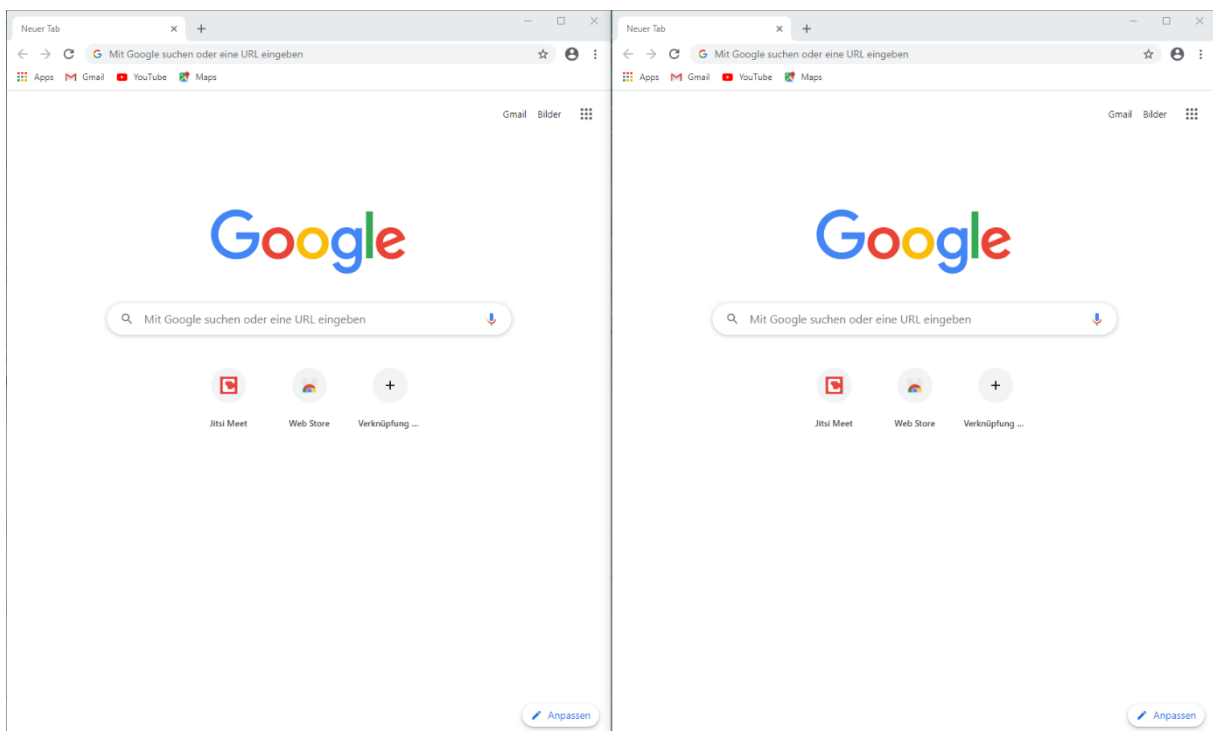 Neuer Tab
Mit Google suchen oder eine URL eingeben
Apps Gmail YouTube Maps
Gmail Bilder
Google
Mit Google suchen oder eine URL eingeben
Jitsi Meet Web Store Verknüpfung ...
Anpassen
Neuer Tab
Mit Google suchen oder eine URL eingeben
Apps Gmail YouTube Maps
Gmail Bilder
Google
Mit Google suchen oder eine URL eingeben
Jitsi Meet Web Store Verknüpfung ...
Anpassen